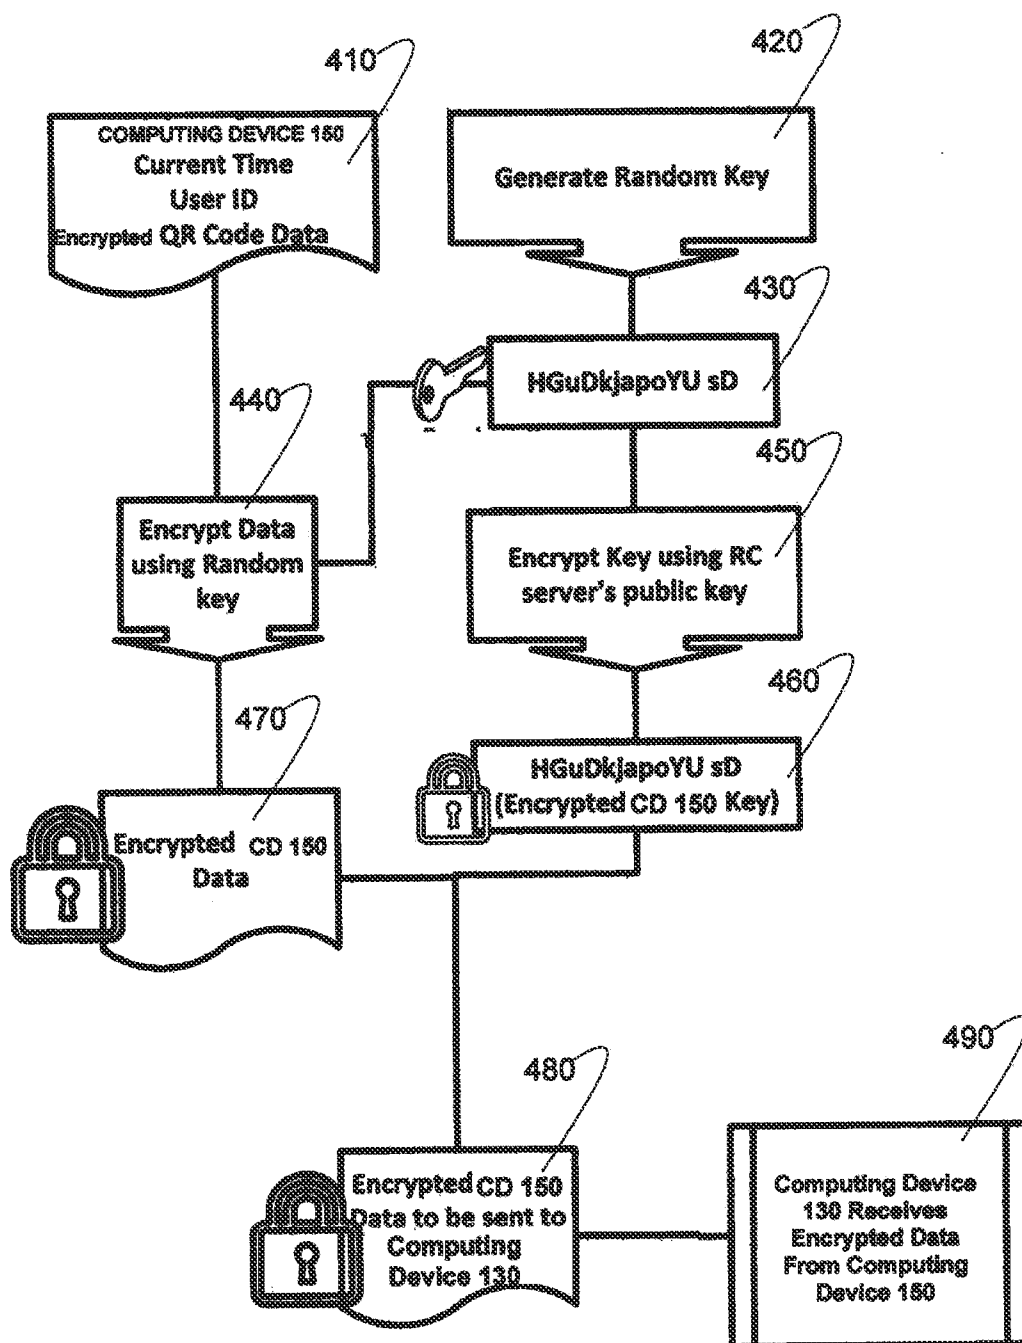 410
420
COMPUTING DEVICE 150
Current Time
User ID
Encrypted QR Code Data
Generate Random Key
430
HGuDkjapoYU sD
440
450
Encrypt Data
using Random
key
Encrypt Key using RC
server's public key
460
470
HGuDkjapoYU sD
(Encrypted CD 150 Key)
Encrypted CD 150
Data
490
480
Encrypted CD 150
Data to be sent to
Computing
Device 130
Computing Device
130 Receives
Encrypted Data
From Computing
Device 150